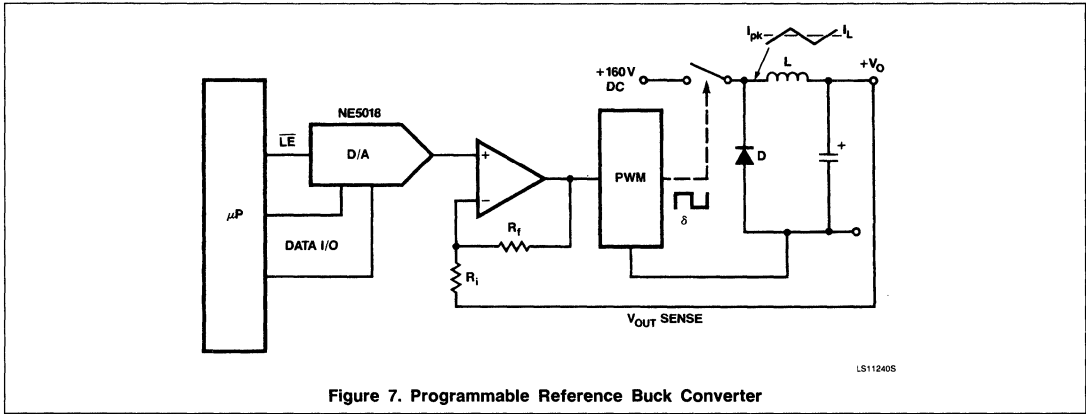 I_pk
I_L
+160V
DC
L
+V_O
NE5018
LE
D/A
μP
DATA I/O
+
−
R_f
R_i
PWM
δ
D
+
V_OUT SENSE
LS11240S
Figure 7. Programmable Reference Buck Converter